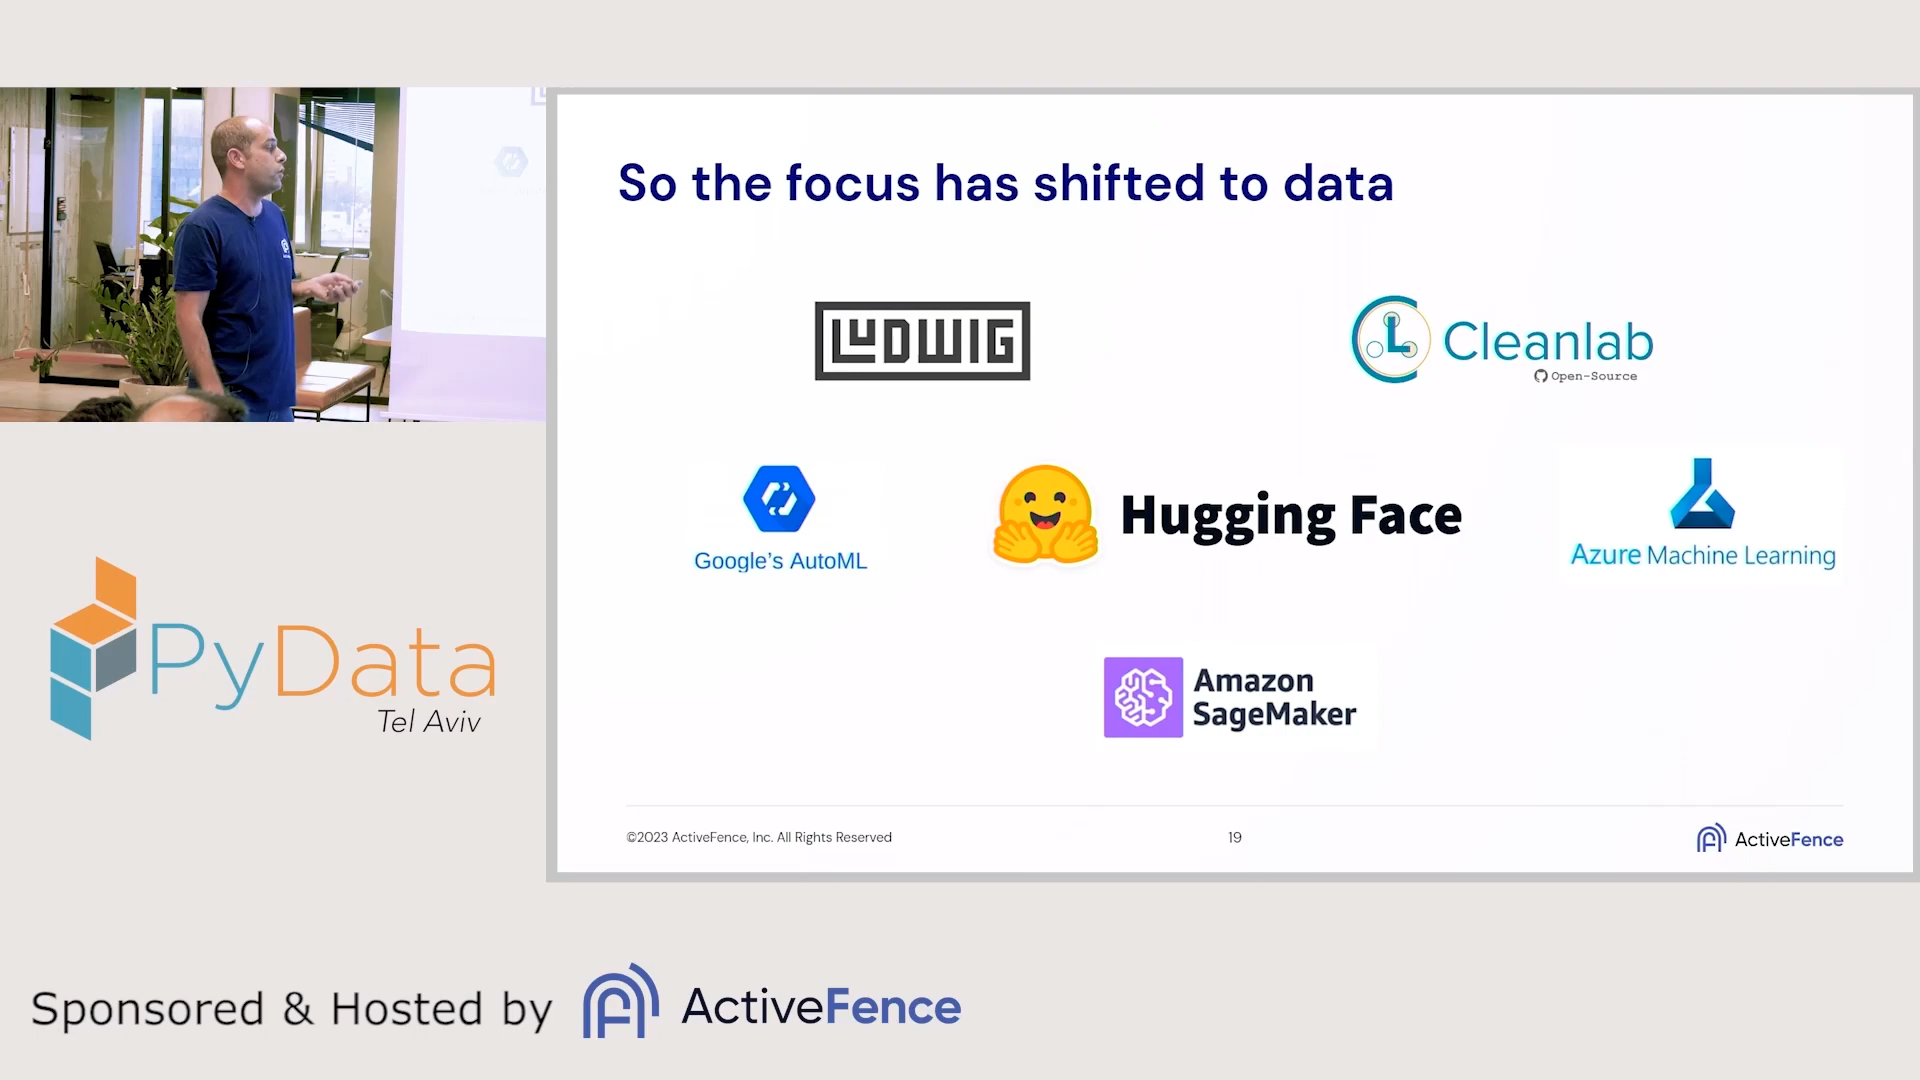 So the focus has shifted to data
LUDWIG
Cleanlab
Open-Source
Google's AutoML
Hugging Face
Azure Machine Learning
Amazon
SageMaker
©2023 ActiveFence, Inc. All Rights Reserved
19
ActiveFence
PyData
Tel Aviv
Sponsored & Hosted by
ActiveFence